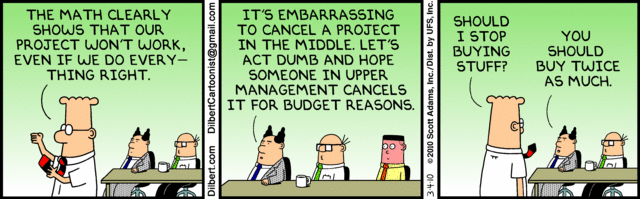 THE MATH CLEARLY
SHOWS THAT OUR
PROJECT WON'T WORK,
EVEN IF WE DO EVERY-
THING RIGHT.
Dilbert.com DilbertCartoonist@gmail.com
IT'S EMBARRASSING
TO CANCEL A PROJECT
IN THE MIDDLE. LET'S
ACT DUMB AND HOPE
SOMEONE IN UPPER
MANAGEMENT CANCELS
IT FOR BUDGET REASONS.
3-4-10 ©2010 Scott Adams, Inc./Dist. by UFS, Inc.
SHOULD
I STOP
BUYING
STUFF?
YOU
SHOULD
BUY TWICE
AS MUCH.